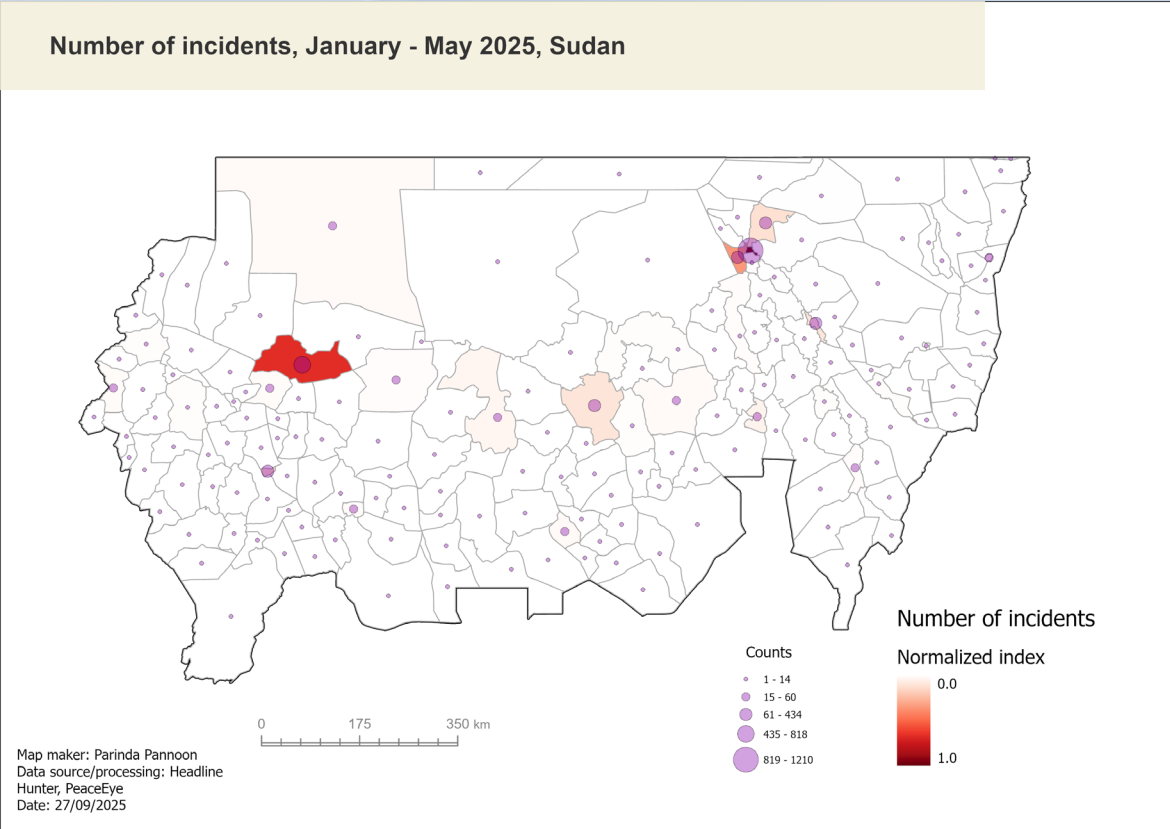 Number of incidents, January - May 2025, Sudan
Number of incidents
Normalized index
0.0
1.0
Counts
1 - 14
15 - 60
61 - 434
435 - 818
819 - 1210
0 175 350 km
Map maker: Parinda Pannoon
Data source/processing: Headline
Hunter, PeaceEye
Date: 27/09/2025